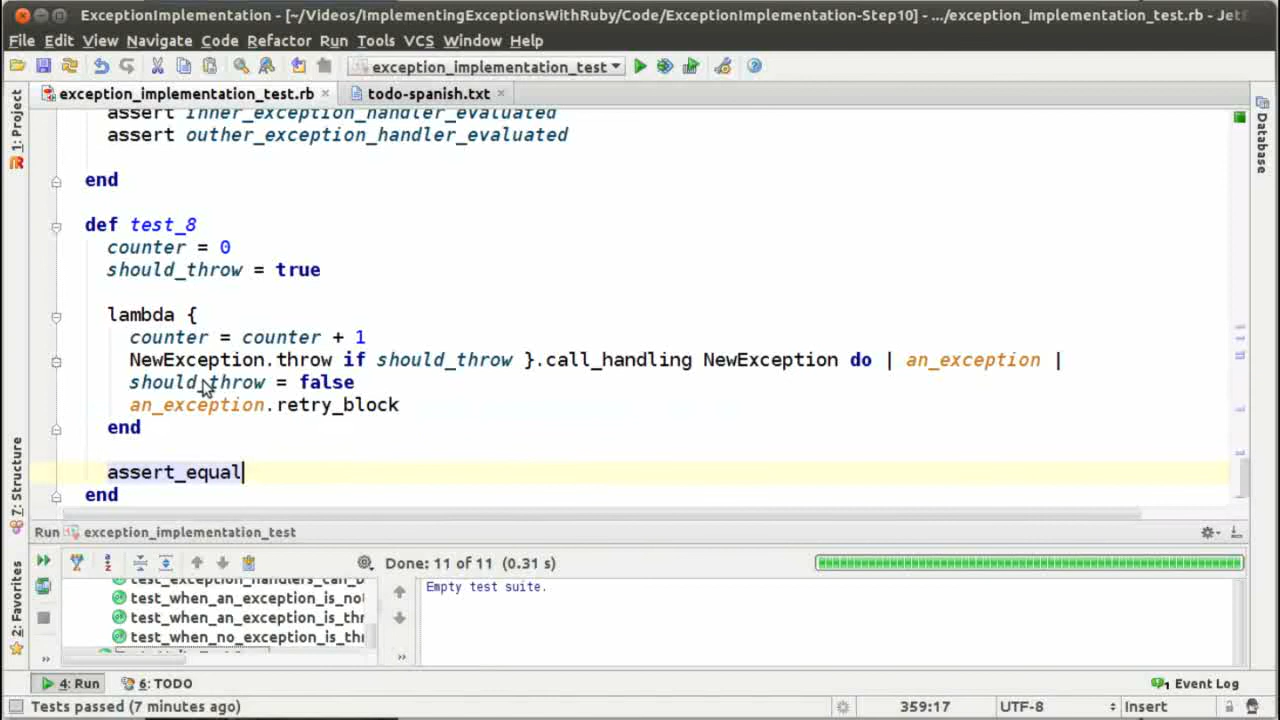 ExceptionImplementation - [~/Videos/ImplementingExceptionsWithRuby/Code/ExceptionImplementation-Step10] - .../exception_implementation_test.rb - Jet
File Edit View Navigate Code Refactor Run Tools VCS Window Help
exception_implementation_test
exception_implementation_test.rb todo-spanish.txt
1: Project
Database
assert inner_exception_handler_evaluated
assert outher_exception_handler_evaluated
end
def test_8
counter = 0
should_throw = true
lambda {
counter = counter + 1
NewException.throw if should_throw }.call_handling NewException do | an_exception |
should_throw = false
an_exception.retry_block
end
assert_equal
end
7: Structure
2: Favorites
Run exception_implementation_test
Done: 11 of 11 (0.31 s)
test_exception_handlers_can_b
test_when_an_exception_is_no
test_when_an_exception_is_thr
test_when_no_exception_is_thr
Empty test suite.
4: Run 6: TODO Event Log
Tests passed (7 minutes ago) 359:17 UTF-8 Insert